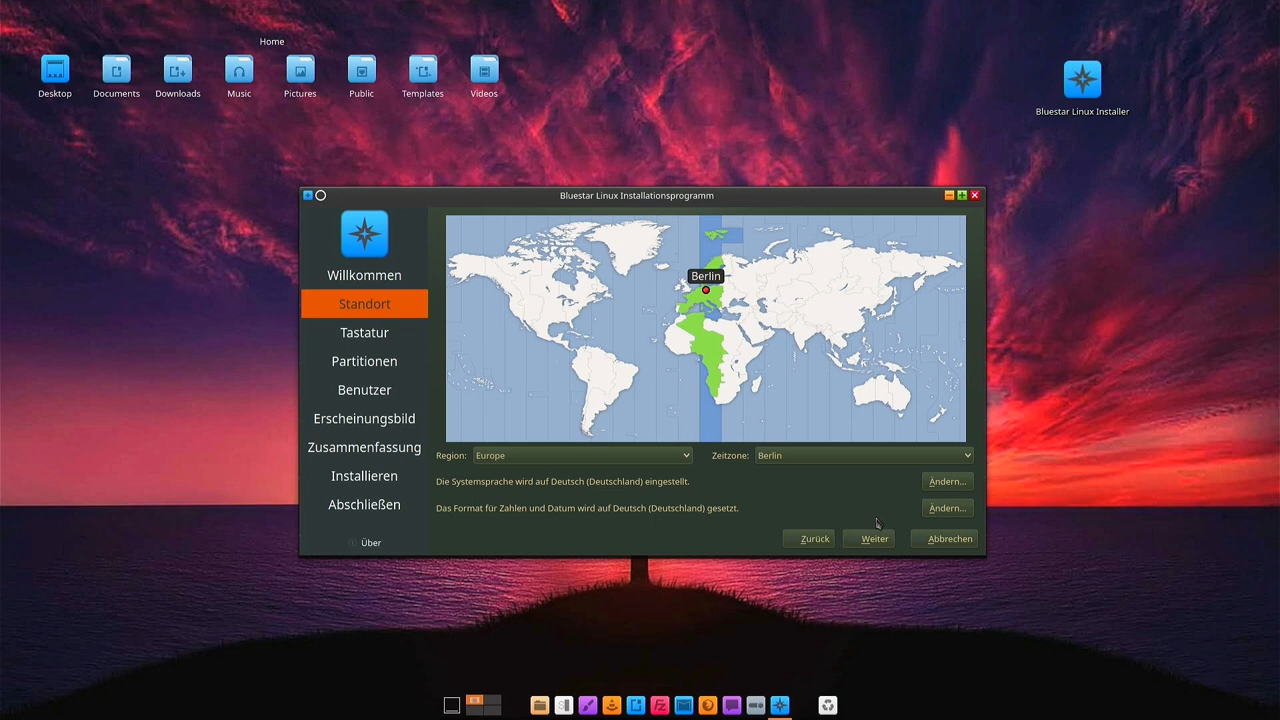 Home
Desktop
Documents
Downloads
Music
Pictures
Public
Templates
Videos
Bluestar Linux Installer
Bluestar Linux Installationsprogramm
Willkommen
Standort
Tastatur
Partitionen
Benutzer
Erscheinungsbild
Zusammenfassung
Installieren
Abschließen
Über
Berlin
Region: Europe
Zeitzone: Berlin
Die Systemsprache wird auf Deutsch (Deutschland) eingestellt.
Ändern...
Das Format für Zahlen und Datum wird auf Deutsch (Deutschland) gesetzt.
Ändern...
Zurück
Weiter
Abbrechen